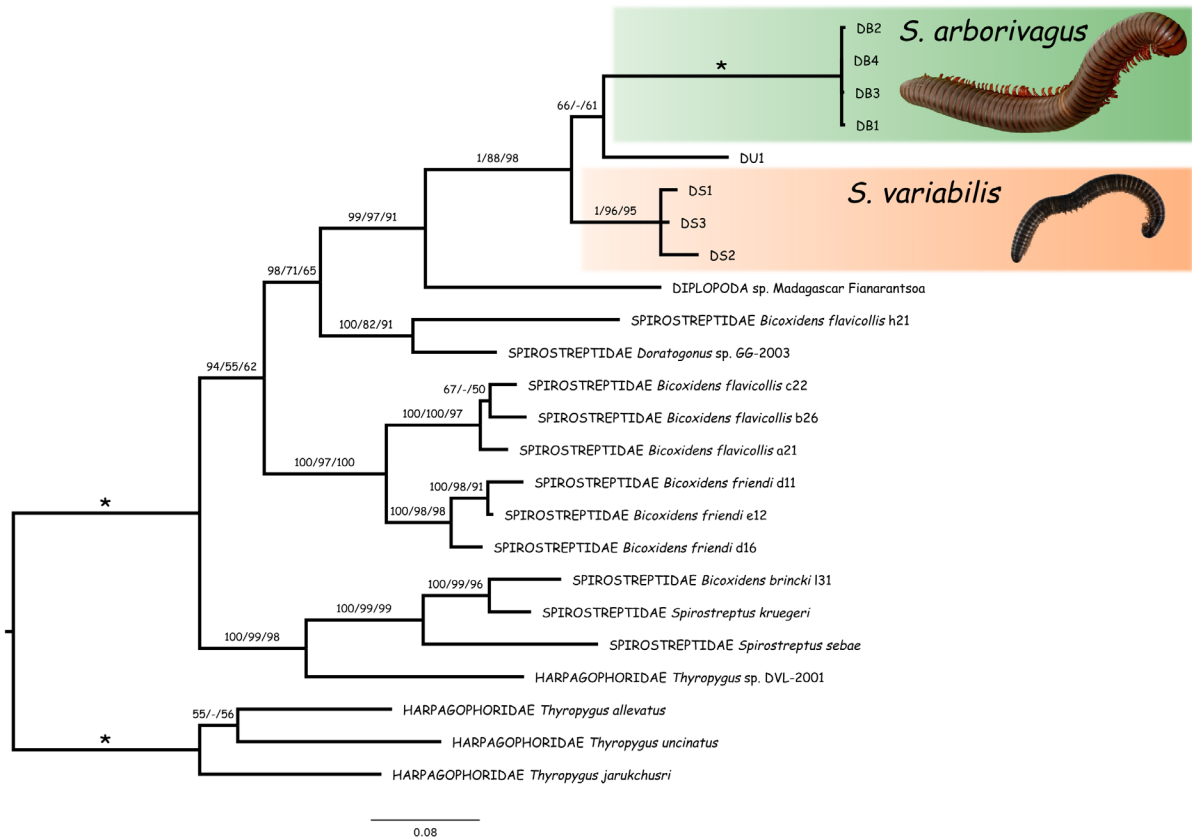 DB2
S. arborivagus
DB4
*
DB3
66/-/61
DB1
1/88/98
DU1
DS1
S. variabilis
1/96/95
99/97/91
DS3
DS2
98/71/65
DIPLOPODA sp. Madagascar Fianarantsoa
SPIROSTREPTIDAE Bicoxidens flavicollis h21
100/82/91
SPIROSTREPTIDAE Doratogonus sp. GG-2003
94/55/62
SPIROSTREPTIDAE Bicoxidens flavicollis c22
67/-/50
100/100/97
SPIROSTREPTIDAE Bicoxidens flavicollis b26
SPIROSTREPTIDAE Bicoxidens flavicollis a21
100/97/100
SPIROSTREPTIDAE Bicoxidens friendi d11
100/98/91
*
100/98/98
SPIROSTREPTIDAE Bicoxidens friendi e12
SPIROSTREPTIDAE Bicoxidens friendi d16
SPIROSTREPTIDAE Bicoxidens brincki l31
100/99/96
100/99/99
SPIROSTREPTIDAE Spirostreptus kruegeri
100/99/98
SPIROSTREPTIDAE Spirostreptus sebae
HARPAGOPHORIDAE Thyropygus sp. DVL-2001
55/-/56
HARPAGOPHORIDAE Thyropygus allevatus
*
HARPAGOPHORIDAE Thyropygus uncinatus
HARPAGOPHORIDAE Thyropygus jarukchusri
0.08